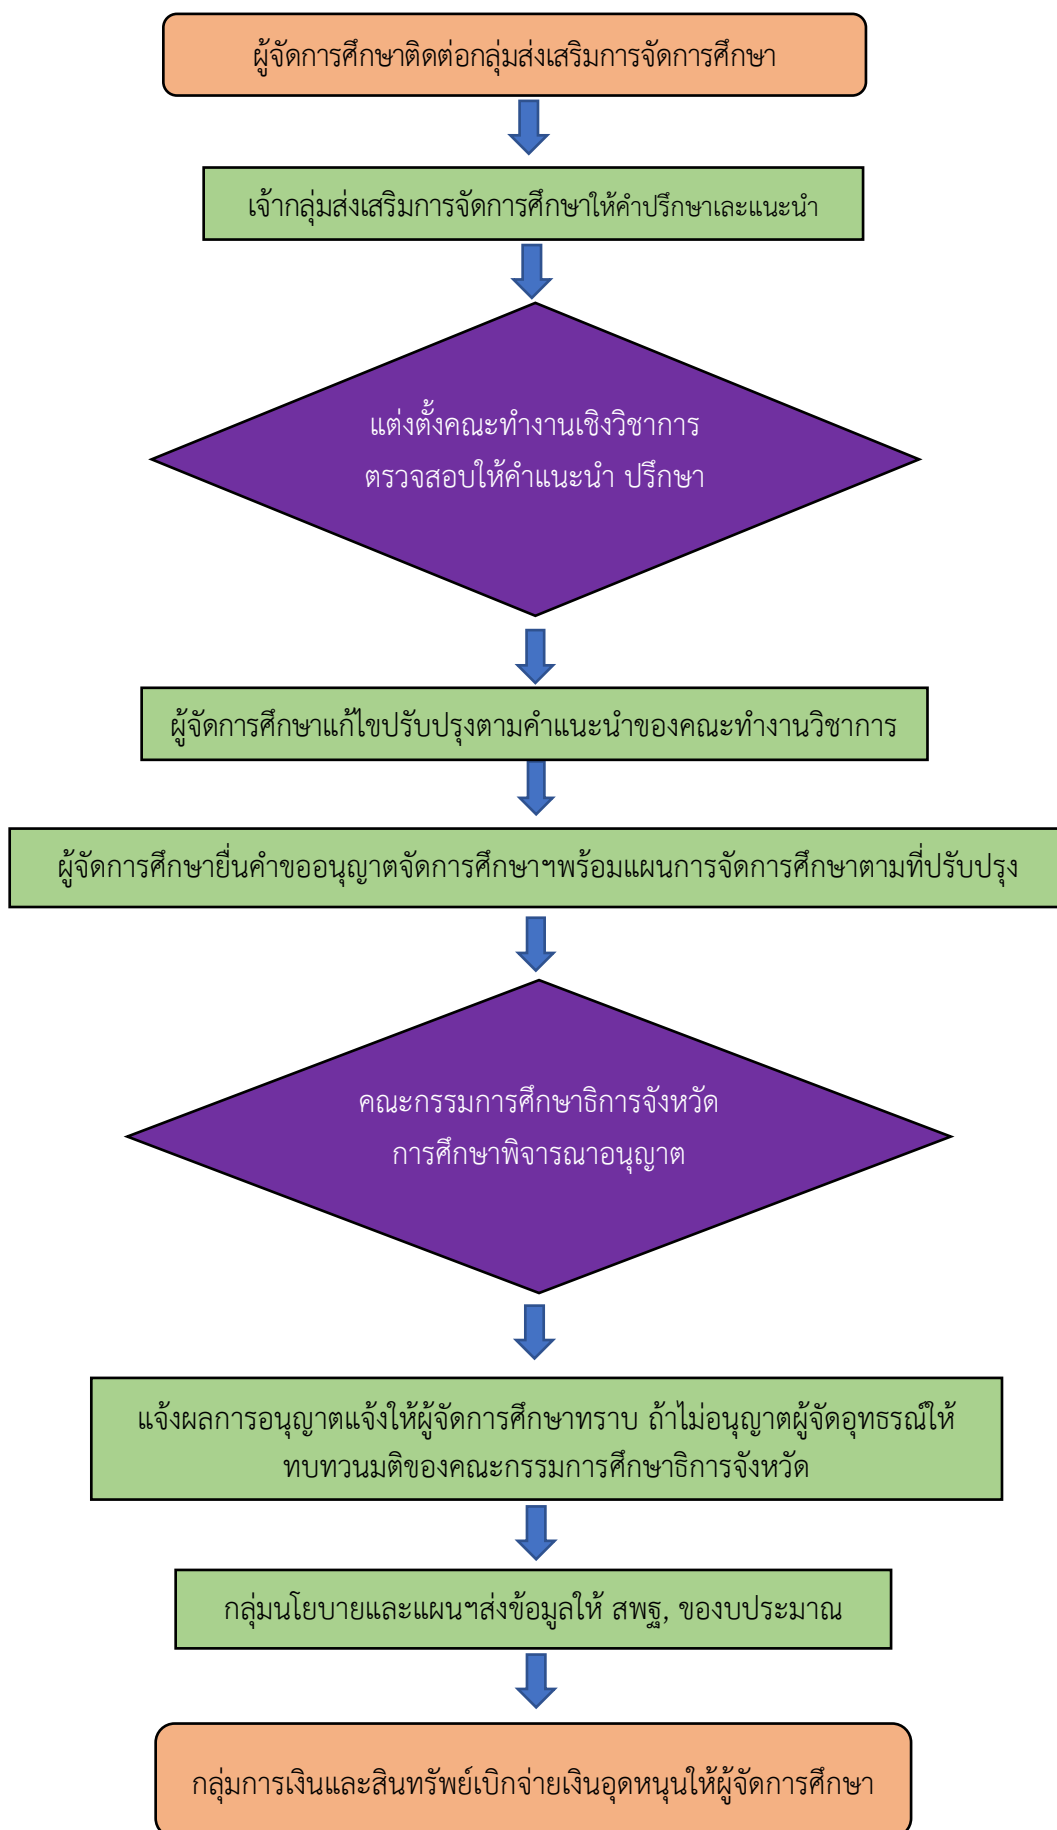 ผู้จัดการศึกษาติดต่อกลุ่มส่งเสริมการจัดการศึกษา
เจ้ากลุ่มส่งเสริมการจัดการศึกษาให้คำปรึกษาเละแนะนำ
แต่งตั้งคณะทำงานเชิงวิชาการ
ตรวจสอบให้คำแนะนำ ปรึกษา
ผู้จัดการศึกษาแก้ไขปรับปรุงตามคำแนะนำของคณะทำงานวิชาการ
ผู้จัดการศึกษายื่นคำขออนุญาตจัดการศึกษาฯพร้อมแผนการจัดการศึกษาตามที่ปรับปรุง
คณะกรรมการศึกษาธิการจังหวัด
การศึกษาพิจารณาอนุญาต
แจ้งผลการอนุญาตแจ้งให้ผู้จัดการศึกษาทราบ ถ้าไม่อนุญาตผู้จัดอุทธรณ์ให้
ทบทวนมติของคณะกรรมการศึกษาธิการจังหวัด
กลุ่มนโยบายและแผนฯส่งข้อมูลให้ สพฐ, ของบประมาณ
กลุ่มการเงินและสินทรัพย์เบิกจ่ายเงินอุดหนุนให้ผู้จัดการศึกษา